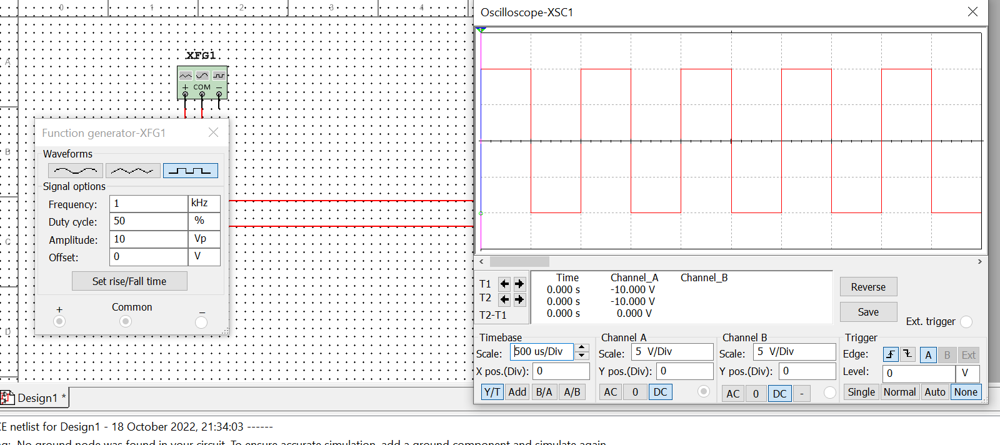 0 1 2 3 4
A
B
C
D
XFG1
+ COM −
Function generator-XFG1
Waveforms
Signal options
Frequency: 1 kHz
Duty cycle: 50 %
Amplitude: 10 Vp
Offset: 0 V
Set rise/Fall time
+ Common −
Oscilloscope-XSC1
Time Channel_A Channel_B
T1 0.000 s -10.000 V
T2 0.000 s -10.000 V
T2-T1 0.000 s 0.000 V
Reverse
Save
Ext. trigger
Timebase
Scale: 500 us/Div
X pos.(Div): 0
Y/T Add B/A A/B
Channel A
Scale: 5 V/Div
Y pos.(Div): 0
AC 0 DC
Channel B
Scale: 5 V/Div
Y pos.(Div): 0
AC 0 DC -
Trigger
Edge: A B Ext
Level: 0 V
Single Normal Auto None
Design1 *
CE netlist for Design1 - 18 October 2022, 21:34:03 ------
No ground node was found in your circuit. To ensure accurate simulation, add a ground component and simulate again.